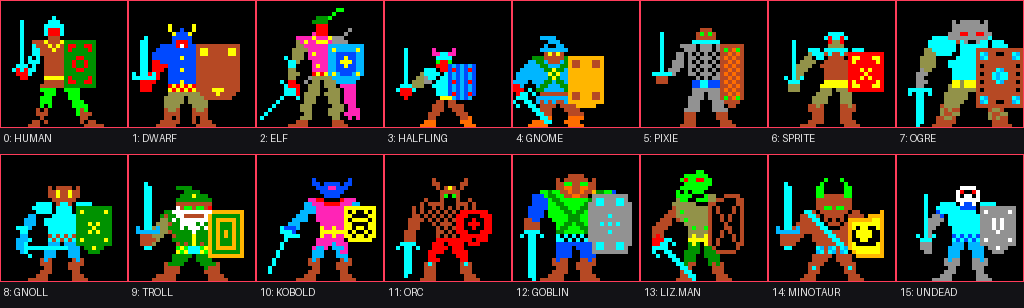 0: HUMAN
1: DWARF
2: ELF
3: HALFLING
4: GNOME
5: PIXIE
6: SPRITE
7: OGRE
8: GNOLL
9: TROLL
10: KOBOLD
11: ORC
12: GOBLIN
13: LIZ.MAN
14: MINOTAUR
15: UNDEAD